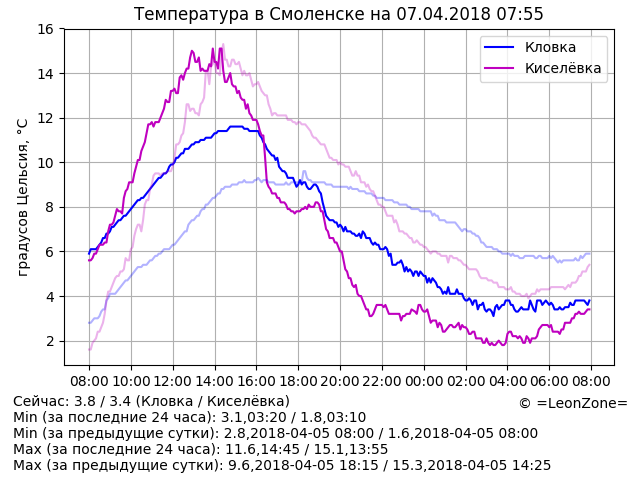 Температура в Смоленске на 07.04.2018 07:55
градусов Цельсия, °C
16
14
12
10
8
6
4
2
Кловка
Киселёвка
08:00 10:00 12:00 14:00 16:00 18:00 20:00 22:00 00:00 02:00 04:00 06:00 08:00
Сейчас: 3.8 / 3.4 (Кловка / Киселёвка)
© =LeonZone=
Min (за последние 24 часа): 3.1,03:20 / 1.8,03:10
Min (за предыдущие сутки): 2.8,2018-04-05 08:00 / 1.6,2018-04-05 08:00
Max (за последние 24 часа): 11.6,14:45 / 15.1,13:55
Max (за предыдущие сутки): 9.6,2018-04-05 18:15 / 15.3,2018-04-05 14:25